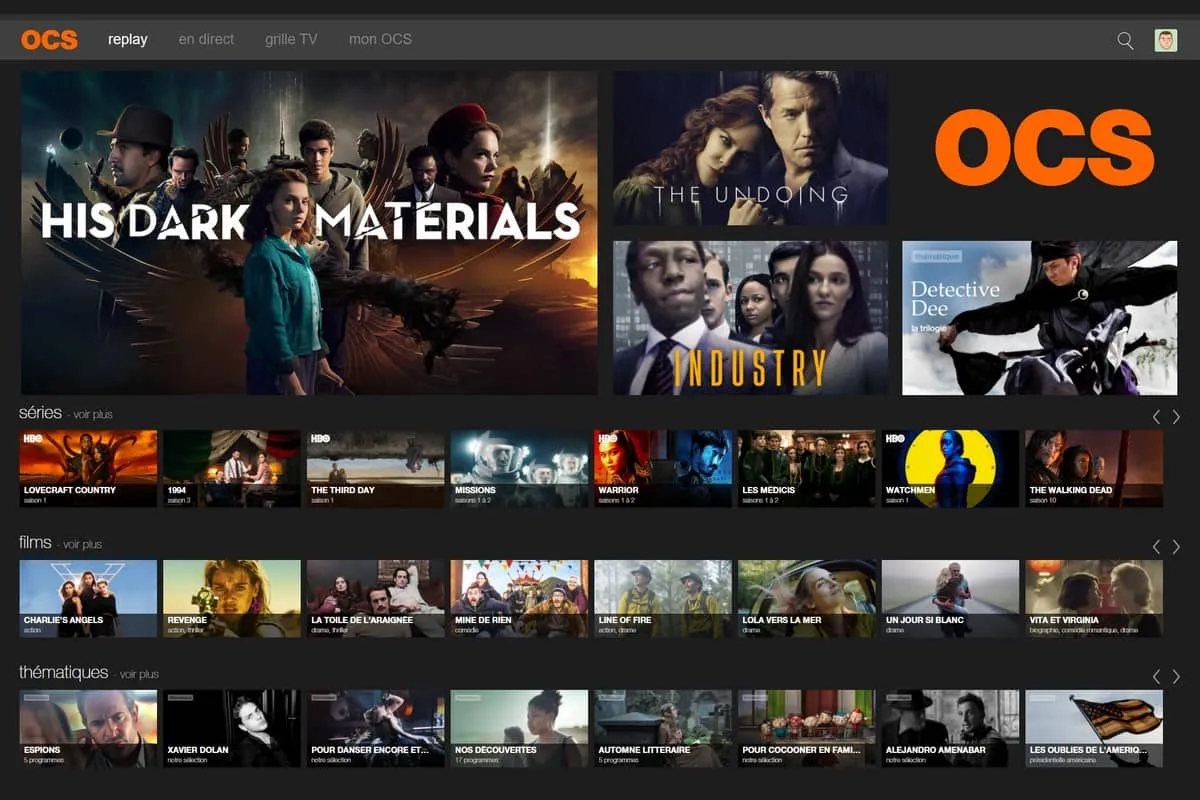 OCS replay en direct grille TV mon OCS
HIS DARK MATERIALS
THE UNDOING
OCS
INDUSTRY
thématique
Detective
Dee
la trilogie
séries - voir plus
HBO
LOVECRAFT COUNTRY
saison 1
1994
saison 3
HBO
THE THIRD DAY
saison 1
MISSIONS
saisons 1 à 2
HBO
WARRIOR
saisons 1 à 2
LES MEDICIS
saisons 1 à 2
HBO
WATCHMEN
saison 1
THE WALKING DEAD
saison 10
films - voir plus
CHARLIE'S ANGELS
action
REVENGE
action, thriller
LA TOILE DE L'ARAIGNÉE
drame, thriller
MINE DE RIEN
comédie
LINE OF FIRE
action, drame
LOLA VERS LA MER
drame
UN JOUR SI BLANC
drame
VITA ET VIRGINIA
biographie, comédie romantique, drame
thématiques - voir plus
ESPIONS
5 programmes
XAVIER DOLAN
notre sélection
POUR DANSER ENCORE ET...
notre sélection
NOS DÉCOUVERTES
17 programmes
AUTOMNE LITTERAIRE
5 programmes
POUR COCOONER EN FAMI...
notre sélection
ALEJANDRO AMENABAR
notre sélection
LES OUBLIES DE L'AMERIQ...
présidentielle américaine